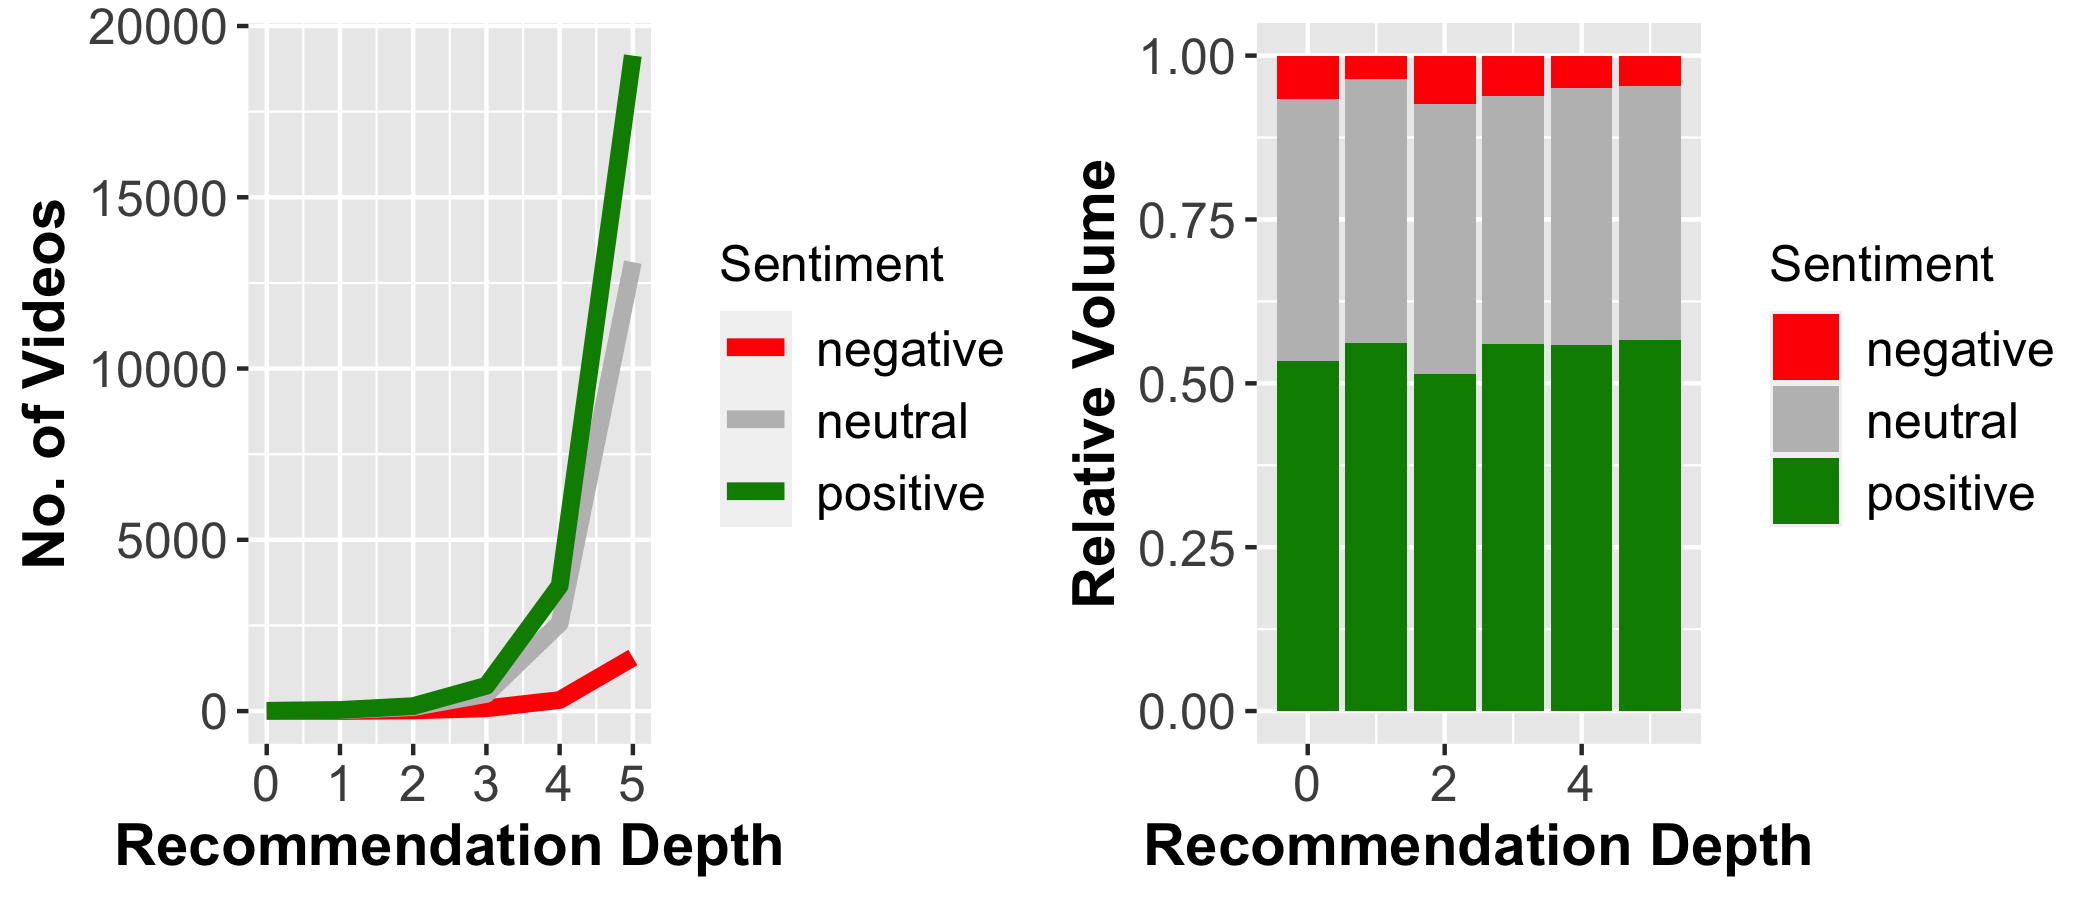 20000
15000
10000
5000
0
No. of Videos
0 1 2 3 4 5
Recommendation Depth
Sentiment
negative
neutral
positive
1.00
0.75
0.50
0.25
0.00
Relative Volume
0 2 4
Recommendation Depth
Sentiment
negative
neutral
positive